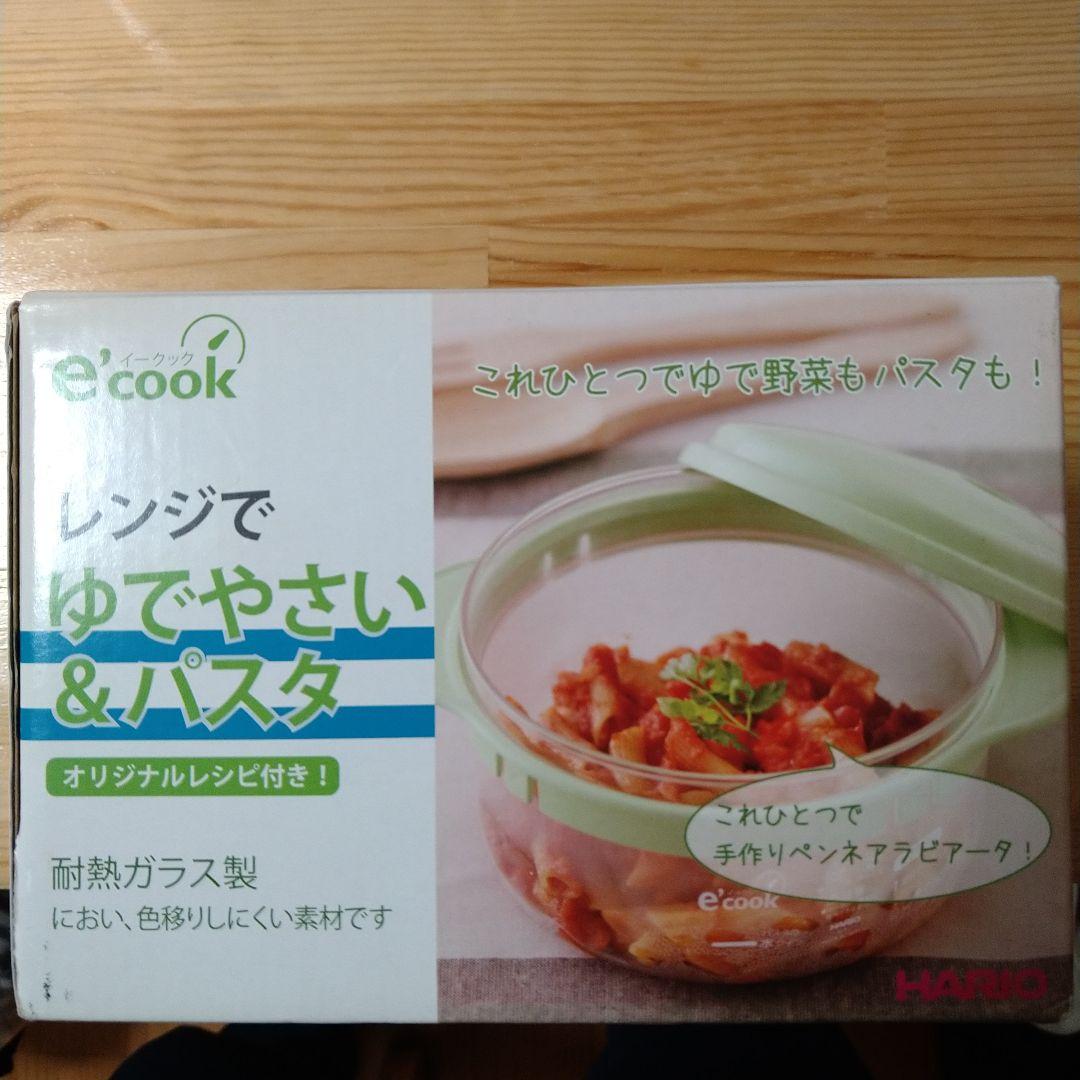 e'cook
イークック
これひとつでゆで野菜もパスタも！
レンジで
ゆでやさい
&パスタ
オリジナルレシピ付き！
耐熱ガラス製
におい、色移りしにくい素材です
これひとつで
手作りペンネアラビアータ！
e'cook
HARIO
水
HARIO